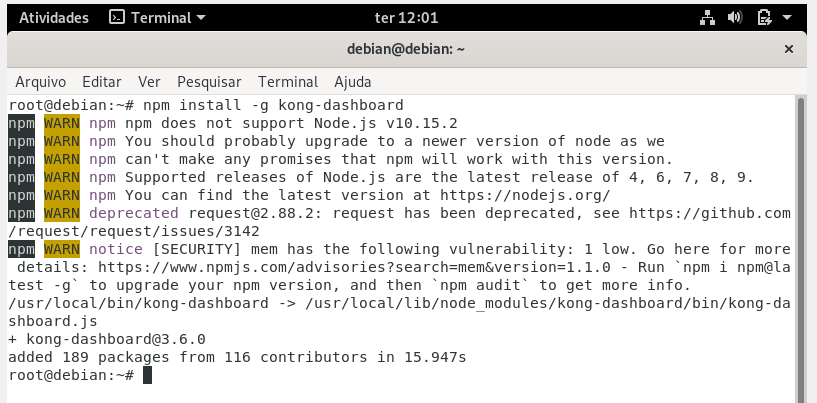 Atividades Terminal ter 12:01
debian@debian: ~ ×
Arquivo Editar Ver Pesquisar Terminal Ajuda
root@debian:~# npm install -g kong-dashboard
npm WARN npm npm does not support Node.js v10.15.2
npm WARN npm You should probably upgrade to a newer version of node as we
npm WARN npm can't make any promises that npm will work with this version.
npm WARN npm Supported releases of Node.js are the latest release of 4, 6, 7, 8, 9.
npm WARN npm You can find the latest version at https://nodejs.org/
npm WARN deprecated request@2.88.2: request has been deprecated, see https://github.com
/request/request/issues/3142
npm WARN notice [SECURITY] mem has the following vulnerability: 1 low. Go here for more
 details: https://www.npmjs.com/advisories?search=mem&version=1.1.0 - Run `npm i npm@la
test -g` to upgrade your npm version, and then `npm audit` to get more info.
/usr/local/bin/kong-dashboard -> /usr/local/lib/node_modules/kong-dashboard/bin/kong-da
shboard.js
+ kong-dashboard@3.6.0
added 189 packages from 116 contributors in 15.947s
root@debian:~#